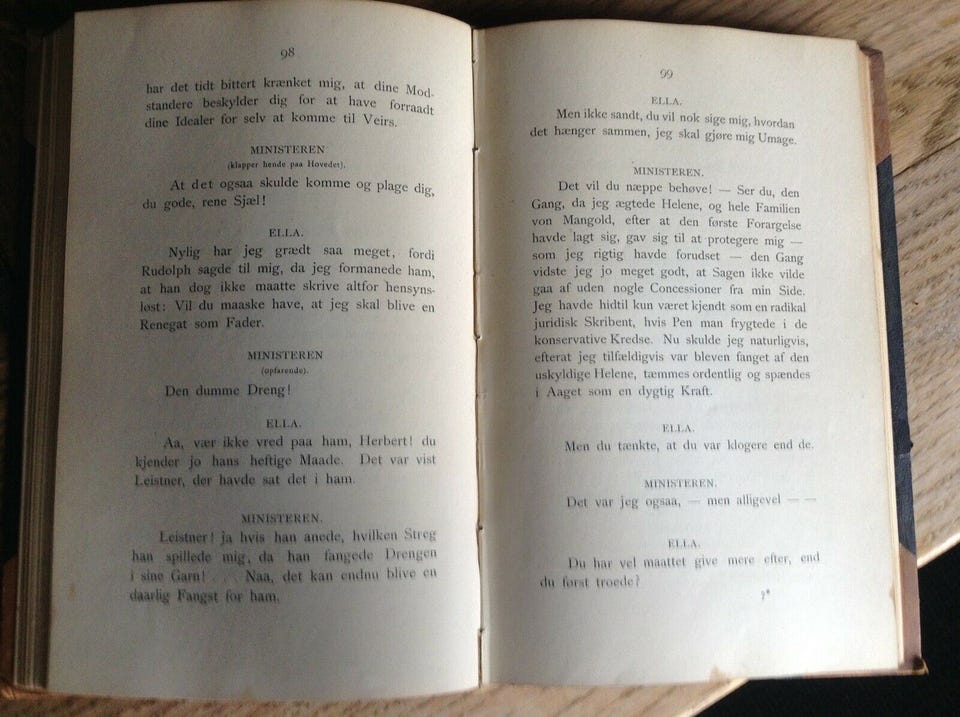 98
har det tidt bittert krænket mig, at dine Mod-
standere beskylder dig for at have forraadt
dine Idealer for selv at komme til Veirs.
MINISTEREN
(klapper hende paa Hovedet).
At det ogsaa skulde komme og plage dig,
du gode, rene Sjæl!
ELLA.
Nylig har jeg grædt saa meget, fordi
Rudolph sagde til mig, da jeg formanede ham,
at han dog ikke maatte skrive altfor hensyns-
løst: Vil du maaske have, at jeg skal blive en
Renegat som Fader.
MINISTEREN
(opfarende).
Den dumme Dreng!
ELLA.
Aa, vær ikke vred paa ham, Herbert! du
kjender jo hans heftige Maade. Det var vist
Leistner, der havde sat det i ham.
MINISTEREN.
Leistner! ja hvis han anede, hvilken Streg
han spillede mig, da han fangede Drengen
i sine Garn! Naa, det kan endnu blive en
daarlig Fangst for ham.
99
ELLA.
Men ikke sandt, du vil nok sige mig, hvordan
det hænger sammen, jeg skal gjøre mig Umage.
MINISTEREN.
Det vil du næppe behøve! — Ser du, den
Gang, da jeg ægtede Helene, og hele Familien
von Mangold, efter at den første Forargelse
havde lagt sig, gav sig til at protegere mig —
som jeg rigtig havde forudset — den Gang
vidste jeg jo meget godt, at Sagen ikke vilde
gaa af uden nogle Concessioner fra min Side.
Jeg havde hidtil kun været kjendt som en radikal
juridisk Skribent, hvis Pen man frygtede i de
konservative Kredse. Nu skulde jeg naturligvis,
efterat jeg tilfældigvis var bleven fanget af den
uskyldige Helene, tæmmes ordentlig og spændes
i Aaget som en dygtig Kraft.
ELLA.
Men du tænkte, at du var klogere end de.
MINISTEREN.
Det var jeg ogsaa, — men alligevel — —
ELLA.
Du har vel maattet give mere efter, end
du først troede?
7*